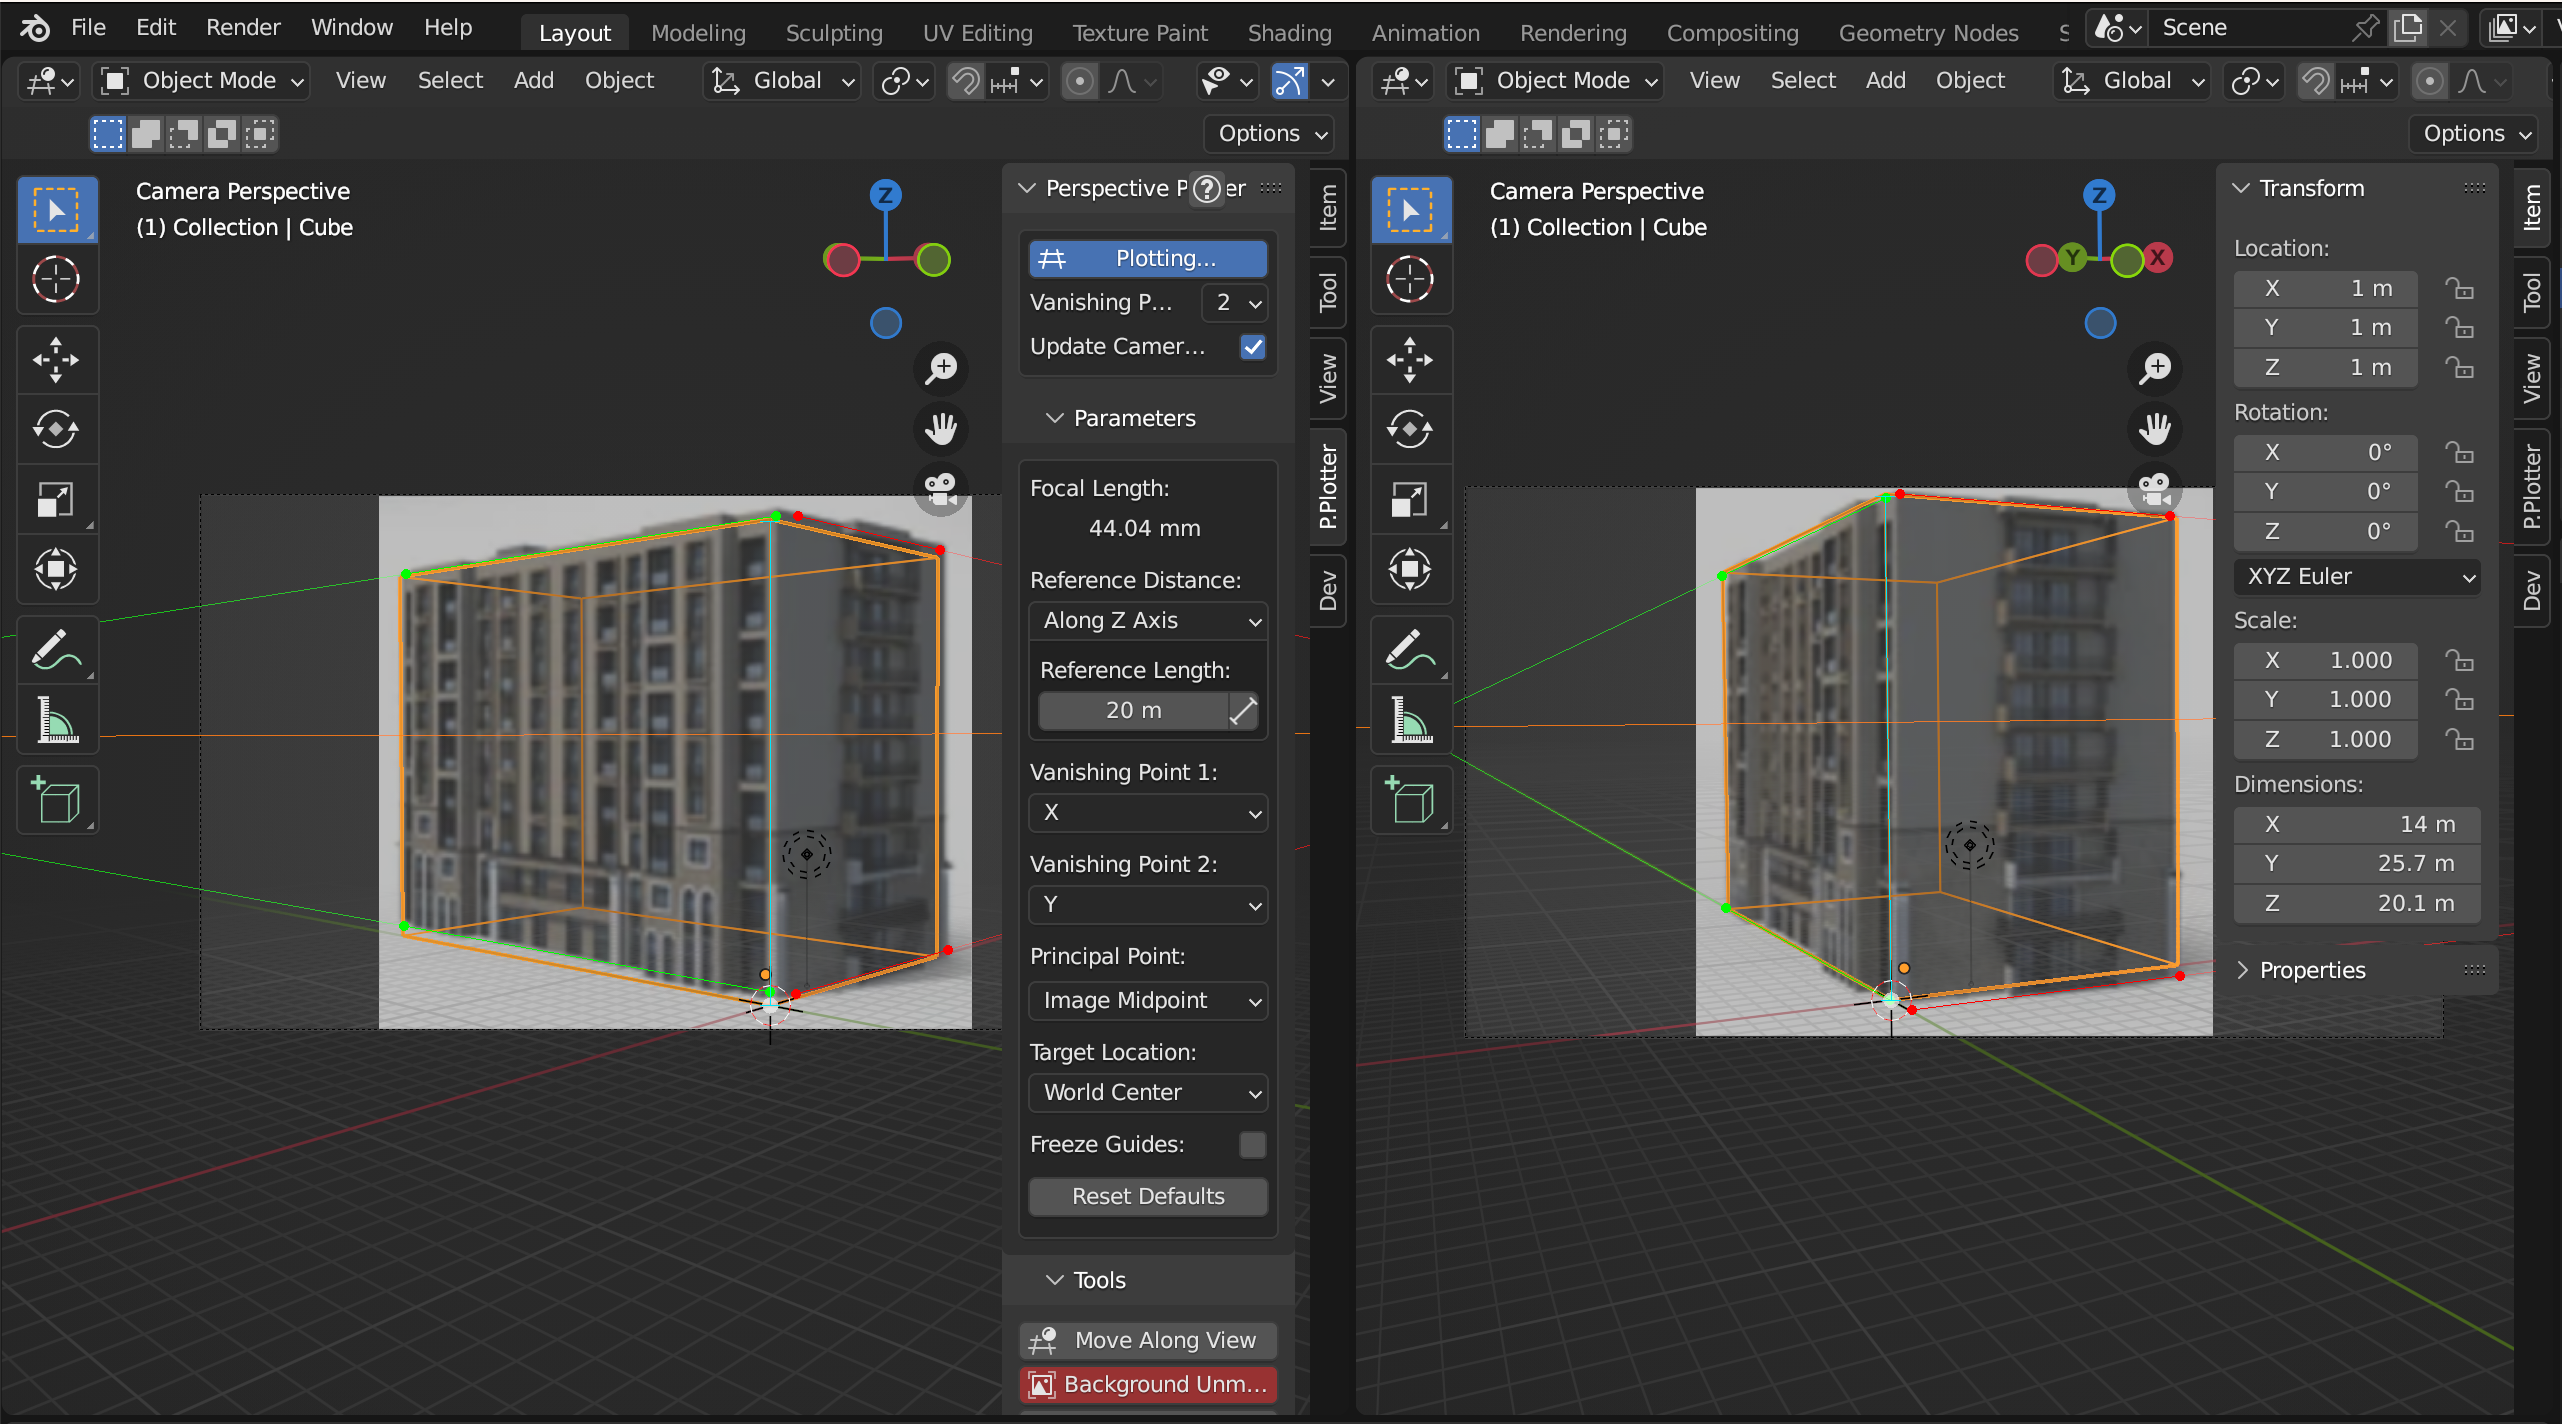 File Edit Render Window Help Layout Modeling Sculpting UV Editing Texture Paint Shading Animation Rendering Compositing Geometry Nodes Scene
Object Mode View Select Add Object Global
Options
Camera Perspective
(1) Collection | Cube
Z
Perspective P er
Plotting...
Vanishing P... 2
Update Camer...
Parameters
Focal Length:
44.04 mm
Reference Distance:
Along Z Axis
Reference Length:
20 m
Vanishing Point 1:
X
Vanishing Point 2:
Y
Principal Point:
Image Midpoint
Target Location:
World Center
Freeze Guides:
Reset Defaults
Tools
Move Along View
Background Unm...
Item
Tool
View
P.Plotter
Dev
Object Mode View Select Add Object Global
Options
Camera Perspective
(1) Collection | Cube
Z
Y X
Transform
Location:
X 1 m
Y 1 m
Z 1 m
Rotation:
X 0°
Y 0°
Z 0°
XYZ Euler
Scale:
X 1.000
Y 1.000
Z 1.000
Dimensions:
X 14 m
Y 25.7 m
Z 20.1 m
Properties
Item
Tool
View
P.Plotter
Dev